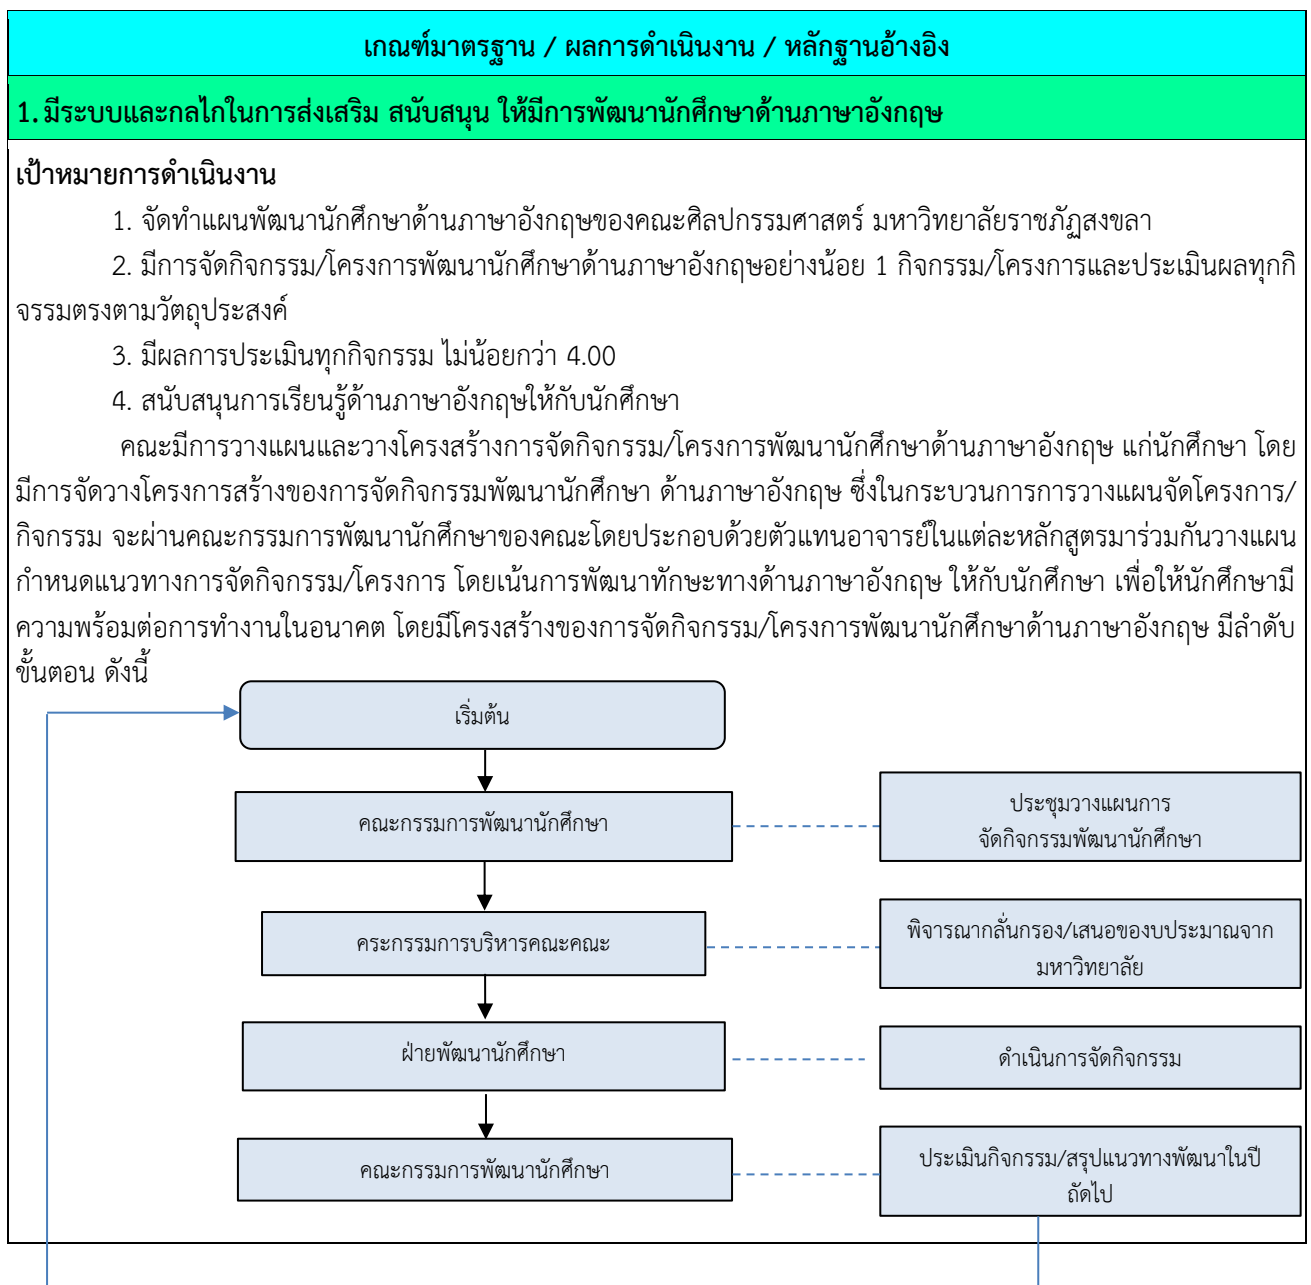 เกณฑ์มาตรฐาน / ผลการดำเนินงาน / หลักฐานอ้างอิง
1. มีระบบและกลไกในการส่งเสริม สนับสนุน ให้มีการพัฒนานักศึกษาด้านภาษาอังกฤษ
เป้าหมายการดำเนินงาน
1. จัดทำแผนพัฒนานักศึกษาด้านภาษาอังกฤษของคณะศิลปกรรมศาสตร์ มหาวิทยาลัยราชภัฏสงขลา
2. มีการจัดกิจกรรม/โครงการพัฒนานักศึกษาด้านภาษาอังกฤษอย่างน้อย 1 กิจกรรม/โครงการและประเมินผลทุกกิ
จรรมตรงตามวัตถุประสงค์
3. มีผลการประเมินทุกกิจกรรม ไม่น้อยกว่า 4.00
4. สนับสนุนการเรียนรู้ด้านภาษาอังกฤษให้กับนักศึกษา
คณะมีการวางแผนและวางโครงสร้างการจัดกิจกรรม/โครงการพัฒนานักศึกษาด้านภาษาอังกฤษ แก่นักศึกษา โดย
มีการจัดวางโครงการสร้างของการจัดกิจกรรมพัฒนานักศึกษา ด้านภาษาอังกฤษ ซึ่งในกระบวนการการวางแผนจัดโครงการ/
กิจกรรม จะผ่านคณะกรรมการพัฒนานักศึกษาของคณะโดยประกอบด้วยตัวแทนอาจารย์ในแต่ละหลักสูตรมาร่วมกันวางแผน
กำหนดแนวทางการจัดกิจกรรม/โครงการ โดยเน้นการพัฒนาทักษะทางด้านภาษาอังกฤษ ให้กับนักศึกษา เพื่อให้นักศึกษามี
ความพร้อมต่อการทำงานในอนาคต โดยมีโครงสร้างของการจัดกิจกรรม/โครงการพัฒนานักศึกษาด้านภาษาอังกฤษ มีลำดับ
ขั้นตอน ดังนี้
เริ่มต้น
คณะกรรมการพัฒนานักศึกษา
ประชุมวางแผนการ
จัดกิจกรรมพัฒนานักศึกษา
คระกรรมการบริหารคณะคณะ
พิจารณากลั่นกรอง/เสนอของบประมาณจาก
มหาวิทยาลัย
ฝ่ายพัฒนานักศึกษา
ดำเนินการจัดกิจกรรม
คณะกรรมการพัฒนานักศึกษา
ประเมินกิจกรรม/สรุปแนวทางพัฒนาในปี
ถัดไป